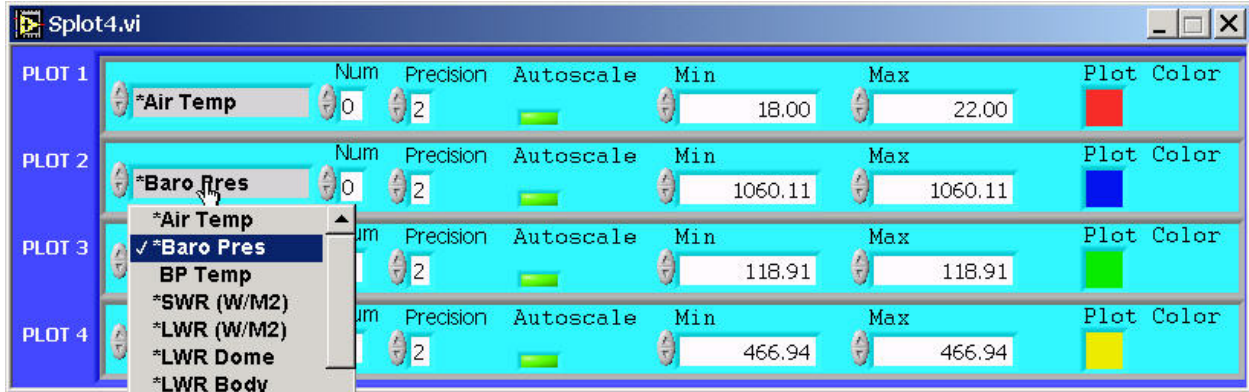 Splot4.vi
PLOT 1 Num Precision Autoscale Min Max Plot Color
*Air Temp 0 2 18.00 22.00
PLOT 2 Num Precision Autoscale Min Max Plot Color
*Baro Pres 0 2 1060.11 1060.11
*Air Temp
PLOT 3 ✓*Baro Pres Precision Autoscale Min Max Plot Color
BP Temp 2 118.91 118.91
*SWR (W/M2)
PLOT 4 *LWR (W/M2) Precision Autoscale Min Max Plot Color
*LWR Dome 2 466.94 466.94
*LWR Body